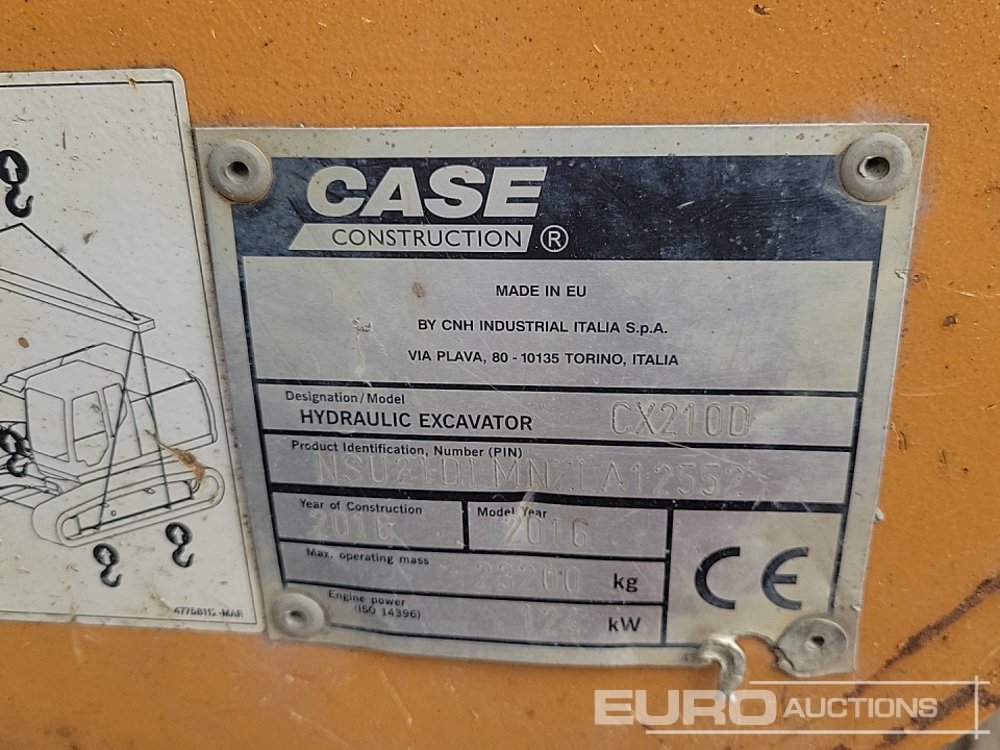 CASE
CONSTRUCTION ®
MADE IN EU
BY CNH INDUSTRIAL ITALIA S.p.A.
VIA PLAVA, 80 - 10135 TORINO, ITALIA
Designation/Model
HYDRAULIC EXCAVATOR CX210D
Product Identification, Number (PIN)
Year of Construction Model Year
2016 2016
Max. operating mass
23200 kg
Engine power
(ISO 14396) kW
CE
EURO AUCTIONS